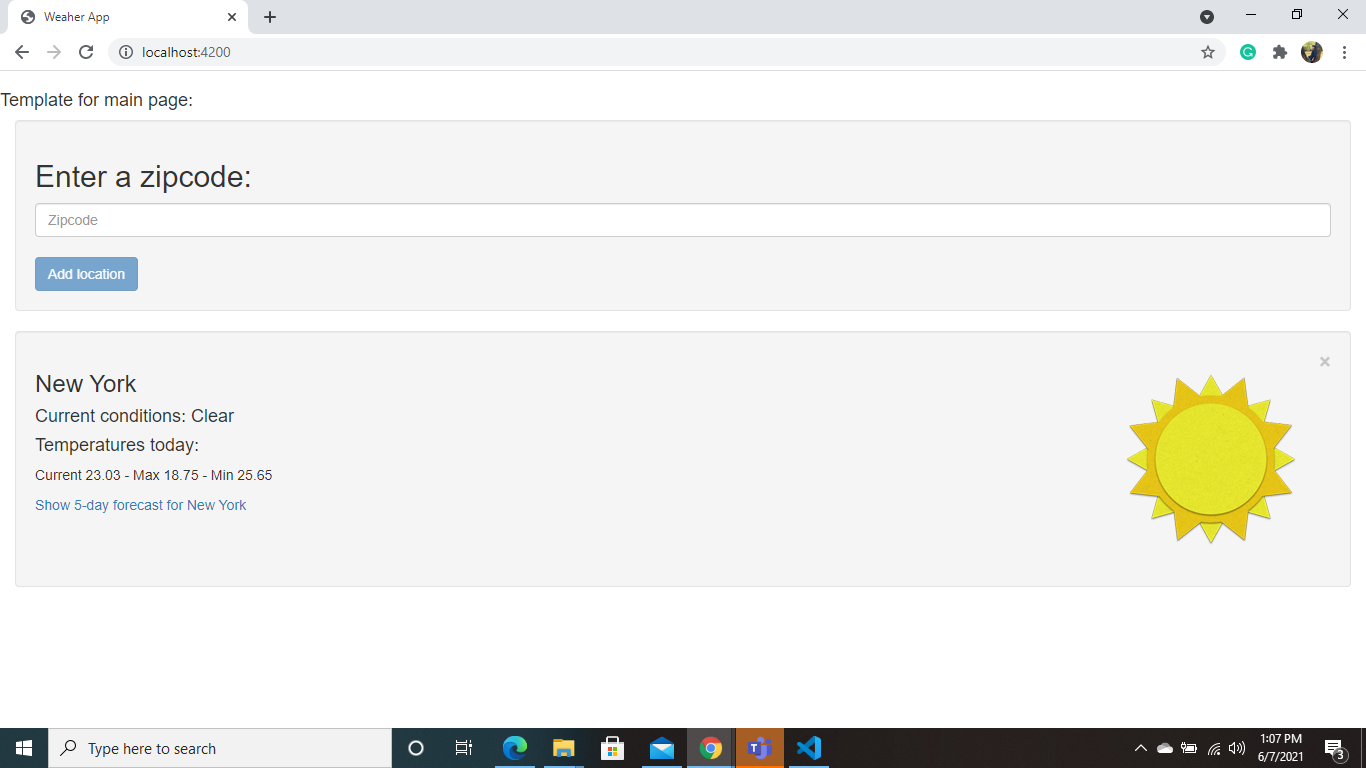 Weaher App
localhost:4200
G
Template for main page:
Enter a zipcode:
Zipcode
Add location
×
New York
Current conditions: Clear
Temperatures today:
Current 23.03 - Max 18.75 - Min 25.65
Show 5-day forecast for New York
Type here to search
1:07 PM
6/7/2021
3